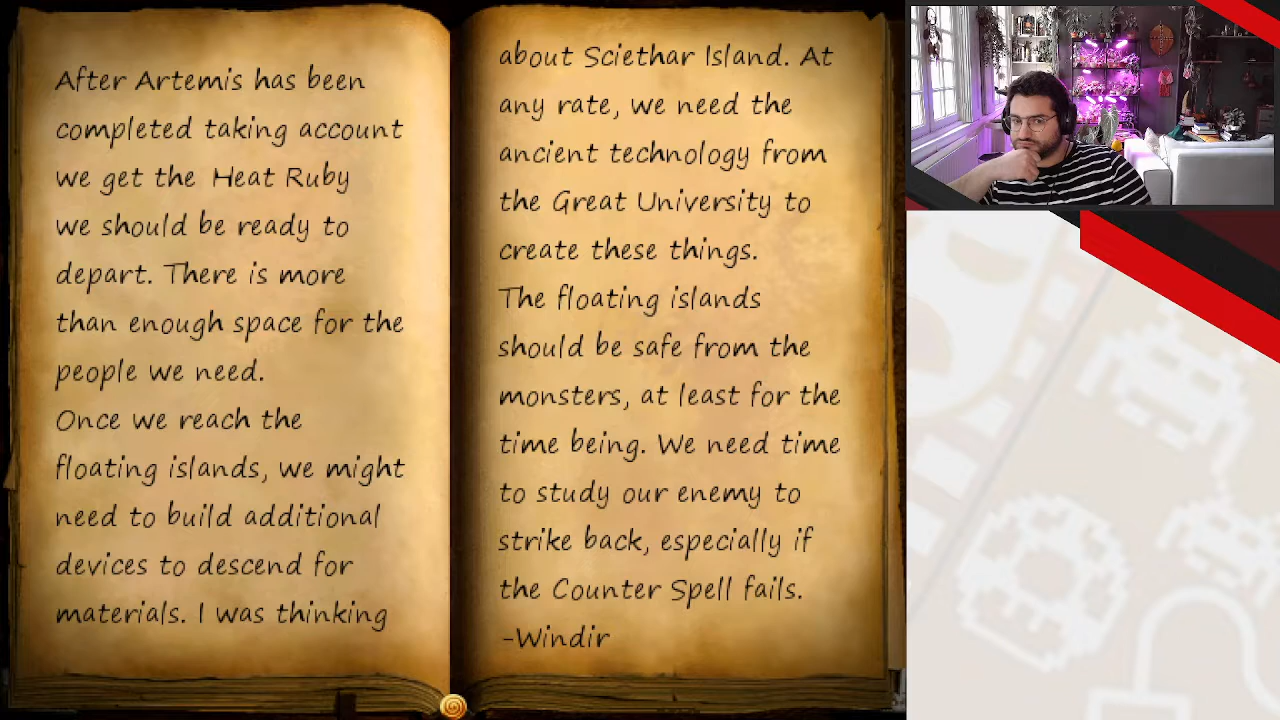 After Artemis has been
completed taking account
we get the Heat Ruby
we should be ready to
depart. There is more
than enough space for the
people we need.
Once we reach the
floating islands, we might
need to build additional
devices to descend for
materials. I was thinking
about Sciethar Island. At
any rate, we need the
ancient technology from
the Great University to
create these things.
The floating islands
should be safe from the
monsters, at least for the
time being. We need time
to study our enemy to
strike back, especially if
the Counter Spell fails.
-Windir